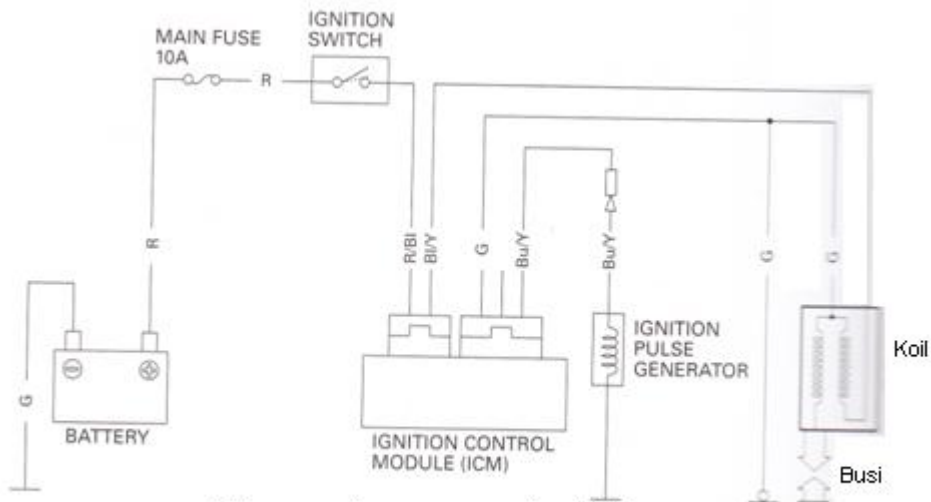 IGNITION
SWITCH
MAIN FUSE
10A
R
R
R/Bl
Bl/Y
G
Bu/Y
Bu/Y
G
G
G
BATTERY
IGNITION CONTROL
MODULE (ICM)
IGNITION
PULSE
GENERATOR
Koil
Busi